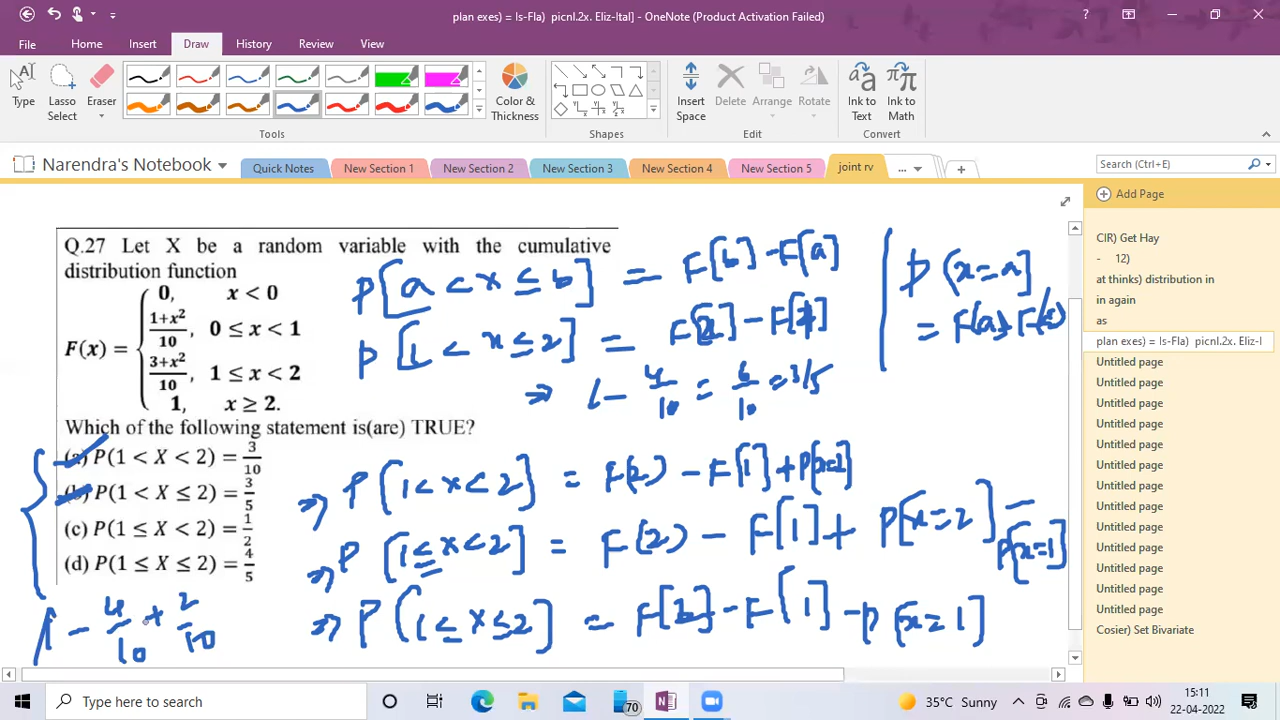 plan exes) = ls-Fla) picnl.2x. Eliz-ltal] - OneNote (Product Activation Failed)
File Home Insert Draw History Review View
Type
Lasso Select
Eraser
Color & Thickness
Insert Space
Delete
Arrange
Rotate
Ink to Text
Ink to Math
Tools
Shapes
Edit
Convert
Narendra's Notebook
Quick Notes
New Section 1
New Section 2
New Section 3
New Section 4
New Section 5
joint rv
...
Search (Ctrl+E)
Add Page
Q.27 Let X be a random variable with the cumulative
distribution function
F(x) = { 0, x < 0
(1+x²)/10, 0 ≤ x < 1
(3+x²)/10, 1 ≤ x < 2
1, x ≥ 2.
Which of the following statement is(are) TRUE?
(a) P(1 < X < 2) = 3/10
(b) P(1 < X ≤ 2) = 3/5
(c) P(1 ≤ X < 2) = 1/2
(d) P(1 ≤ X ≤ 2) = 4/5
1 - 4/10 + 2/10
P[a < x ≤ b] = F[b] - F[a]
P[1 < x ≤ 2] = F[2] - F[1]
⇒ 1 - 4/10 = 6/10 = 3/5
P[x=a]
⇒ P[1 < x < 2] = F(2) - F[1] +
⇒ P[1 ≤ x < 2] = F(2) - F[1] + P[x=2] -
P[x=1]
⇒ P[1 ≤ x ≤ 2] = F[2] - F[1] - P[x=1]
CIR) Get Hay
- 12)
at thinks) distribution in
in again
as
plan exes) = ls-Fla) picnl.2x. Eliz-l
Untitled page
Untitled page
Untitled page
Untitled page
Untitled page
Untitled page
Untitled page
Untitled page
Untitled page
Untitled page
Untitled page
Untitled page
Untitled page
Cosier) Set Bivariate
Type here to search
70
35°C Sunny
15:11
22-04-2022